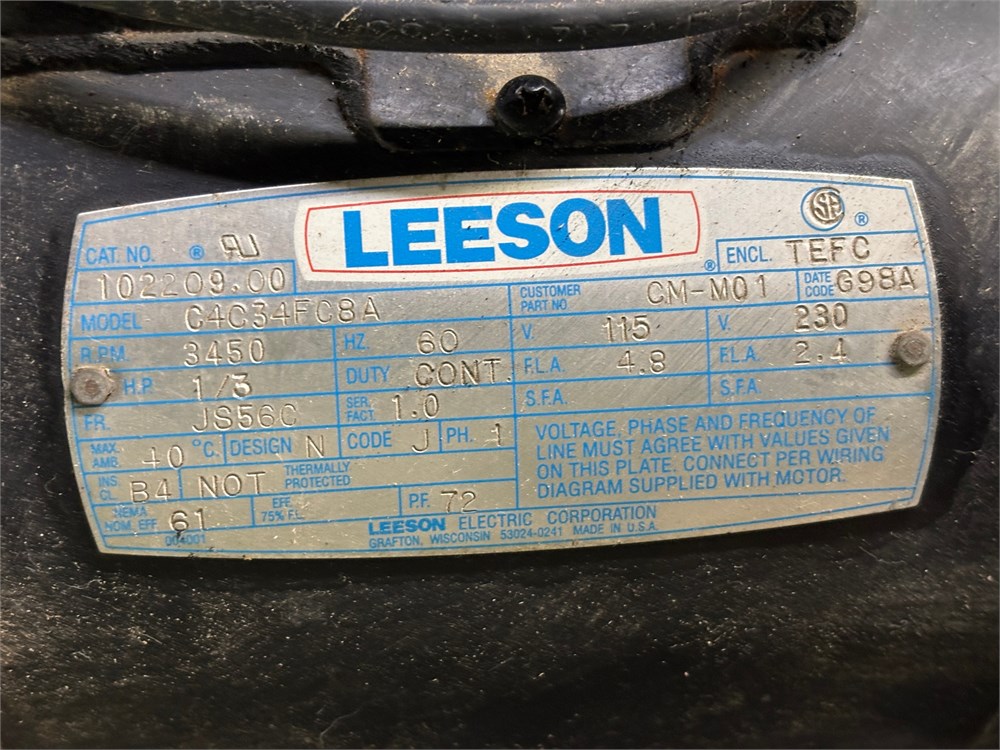 LEESON ®
CAT. NO. ® ENCL. TEFC ®
102209.00 CUSTOMER PART NO CM-M01 DATE CODE G98A
MODEL C4C34FC8A
R.P.M. 3450 HZ. 60 V. 115 V. 230
H.P. 1/3 DUTY CONT. F.L.A. 4.8 F.L.A. 2.4
FR. JS56C SER. FACT. 1.0 S.F.A. S.F.A.
MAX. AMB. 40 °C. DESIGN N CODE J PH. 1
INS. CL B4 NOT THERMALLY PROTECTED
NEMA NOM. EFF 61 EFF. 75% F.L. P.F. 72
VOLTAGE, PHASE AND FREQUENCY OF
LINE MUST AGREE WITH VALUES GIVEN
ON THIS PLATE. CONNECT PER WIRING
DIAGRAM SUPPLIED WITH MOTOR.
LEESON ELECTRIC CORPORATION
GRAFTON, WISCONSIN 53024-0241 MADE IN U.S.A.